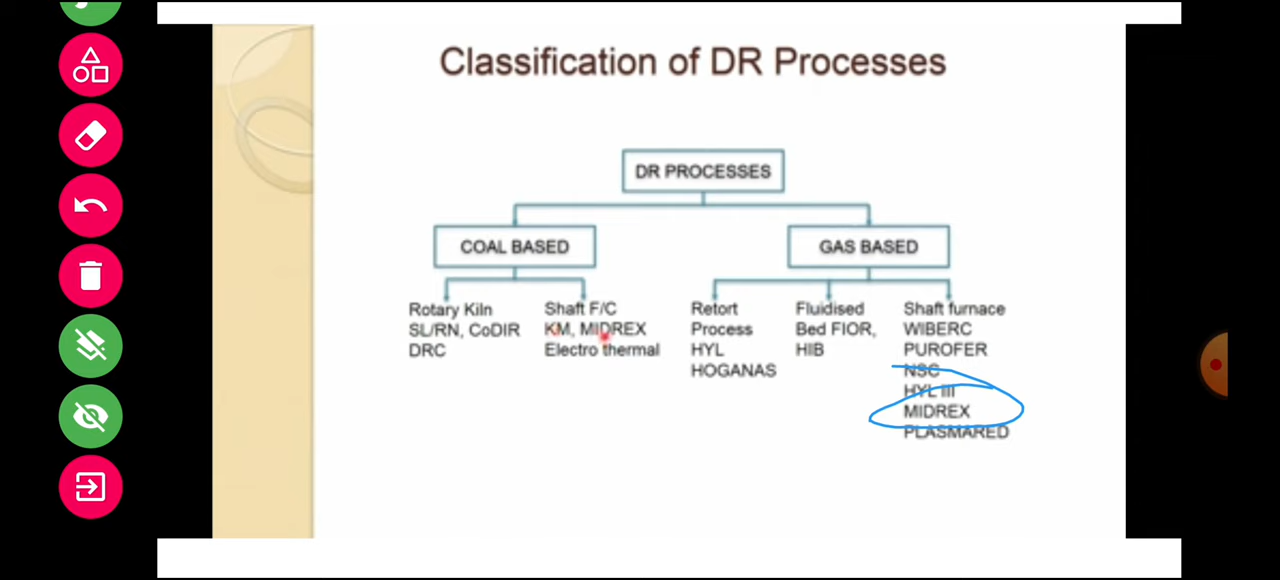 Classification of DR Processes
DR PROCESSES
COAL BASED
GAS BASED
Rotary Kiln
SL/RN, CoDIR
DRC
Shaft F/C
KM, MIDREX
Electro thermal
Retort
Process
HYL
HOGANAS
Fluidised
Bed FIOR,
HIB
Shaft furnace
WIBERC
PUROFER
NSC
HYL III
MIDREX
PLASMARED